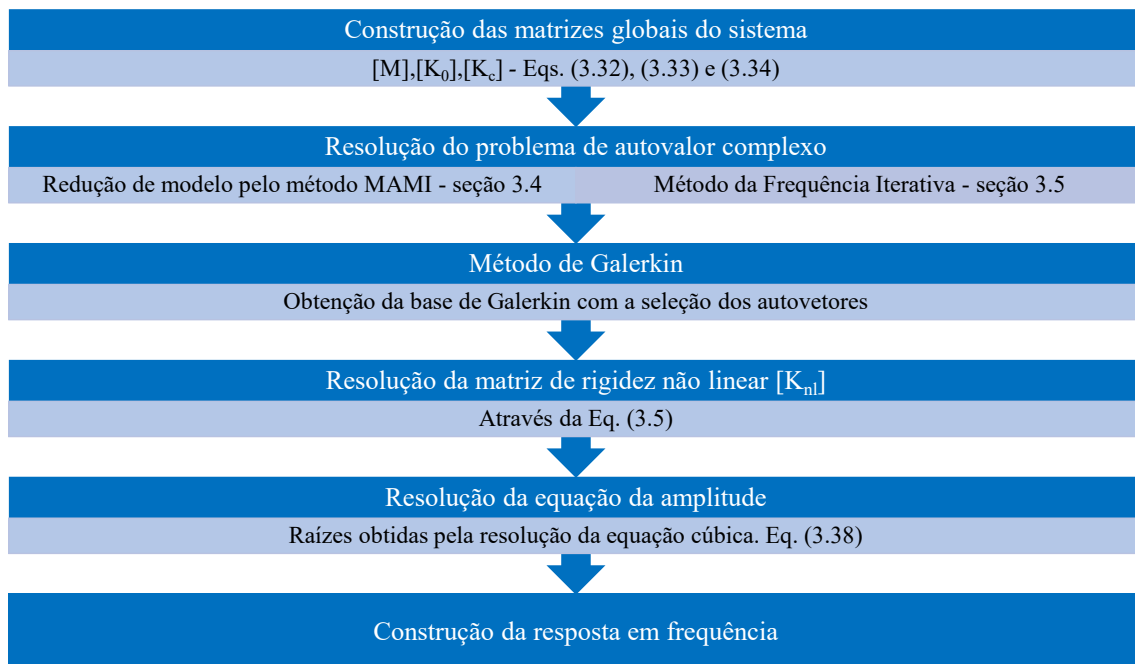 Construção das matrizes globais do sistema
[M],[K₀],[K_c] - Eqs. (3.32), (3.33) e (3.34)
Resolução do problema de autovalor complexo
Redução de modelo pelo método MAMI - seção 3.4
Método da Frequência Iterativa - seção 3.5
Método de Galerkin
Obtenção da base de Galerkin com a seleção dos autovetores
Resolução da matriz de rigidez não linear [K_nl]
Através da Eq. (3.5)
Resolução da equação da amplitude
Raízes obtidas pela resolução da equação cúbica. Eq. (3.38)
Construção da resposta em frequência